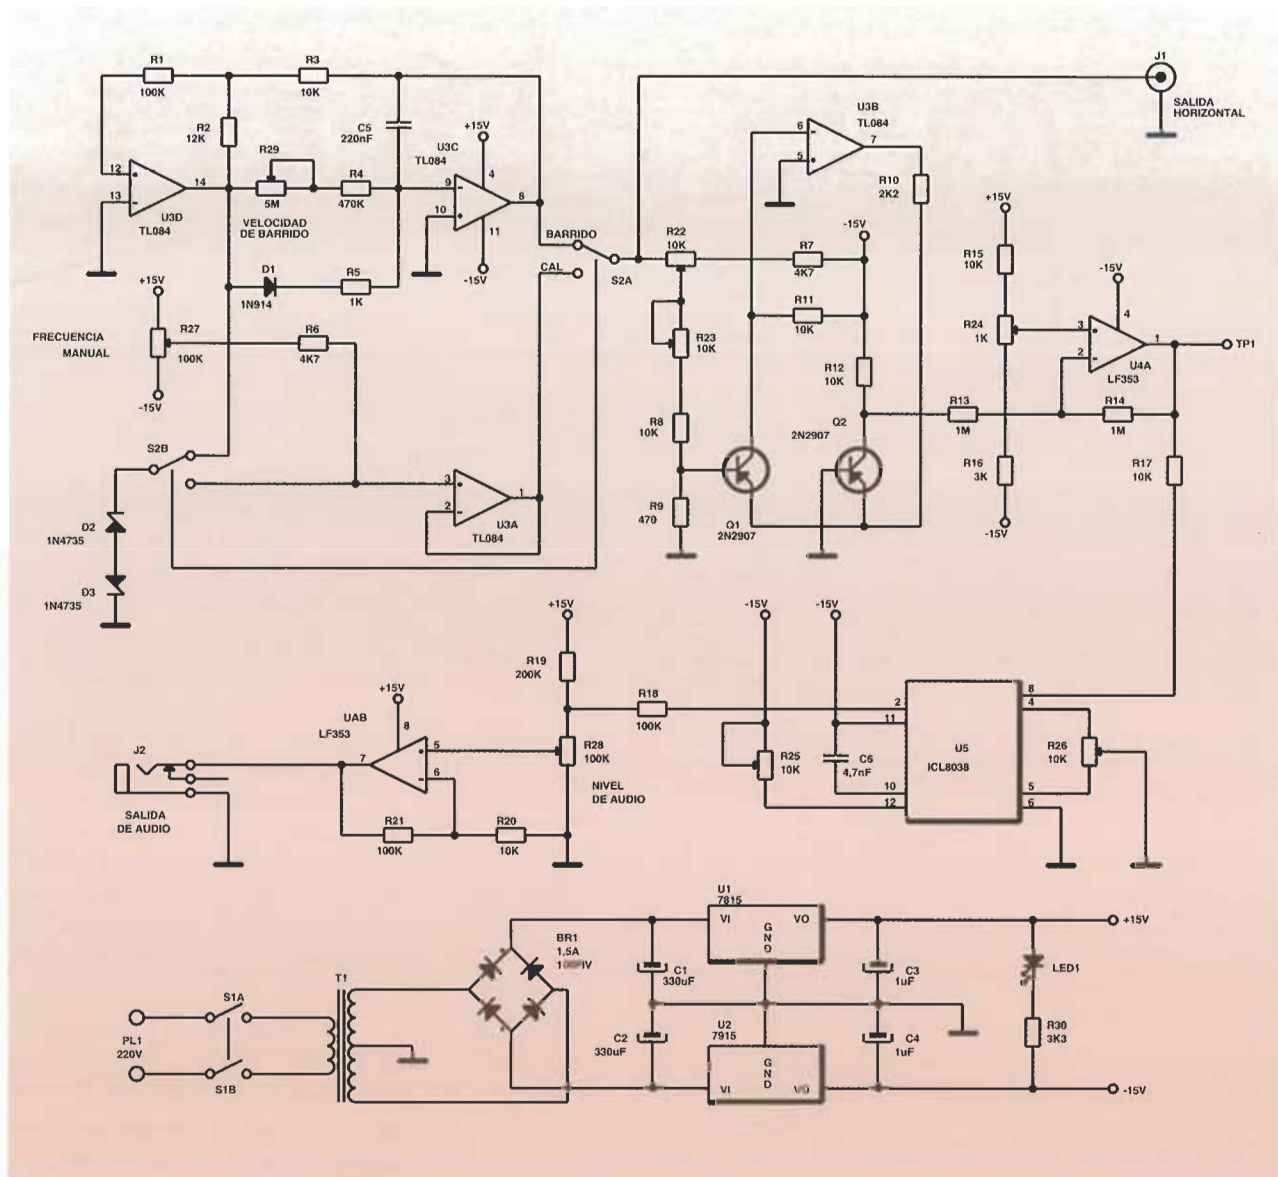 R1
100K
R3
10K
R2
12K
C5
220nF
+15V
U3C
TL084
4
9
8
10
11
-15V
R29
5M
VELOCIDAD
DE BARRIDO
R4
470K
12
13
14
U3D
TL084
D1
1N914
R5
1K
+15V
FRECUENCIA
MANUAL
R27
100K
-15V
R6
4K7
S2B
D2
1N4735
D3
1N4735
3
2
1
U3A
TL084
BARRIDO
CAL
S2A
J1
SALIDA
HORIZONTAL
U3B
TL084
6
5
7
R10
2K2
R22
10K
R7
4K7
-15V
R11
10K
R23
10K
R12
10K
R8
10K
R9
470
Q1
2N2907
Q2
2N2907
+15V
R15
10K
R24
1K
R16
3K
-15V
-15V
4
3
2
1
U4A
LF353
TP1
R13
1M
R14
1M
R17
10K
+15V
R19
200K
R18
100K
R28
100K
NIVEL
DE AUDIO
+15V
UAB
LF353
8
7
5
6
R21
100K
R20
10K
J2
SALIDA
DE AUDIO
-15V
-15V
R25
10K
C6
4,7nF
2
11
10
12
U5
ICL8038
8
4
5
6
R26
10K
PL1
220V
S1A
S1B
T1
BR1
1,5A
C1
330uF
C2
330uF
U1
7815
VI
VO
GND
U2
7915
GND
VI
VO
C3
1uF
C4
1uF
LED1
R30
3K3
+15V
-15V